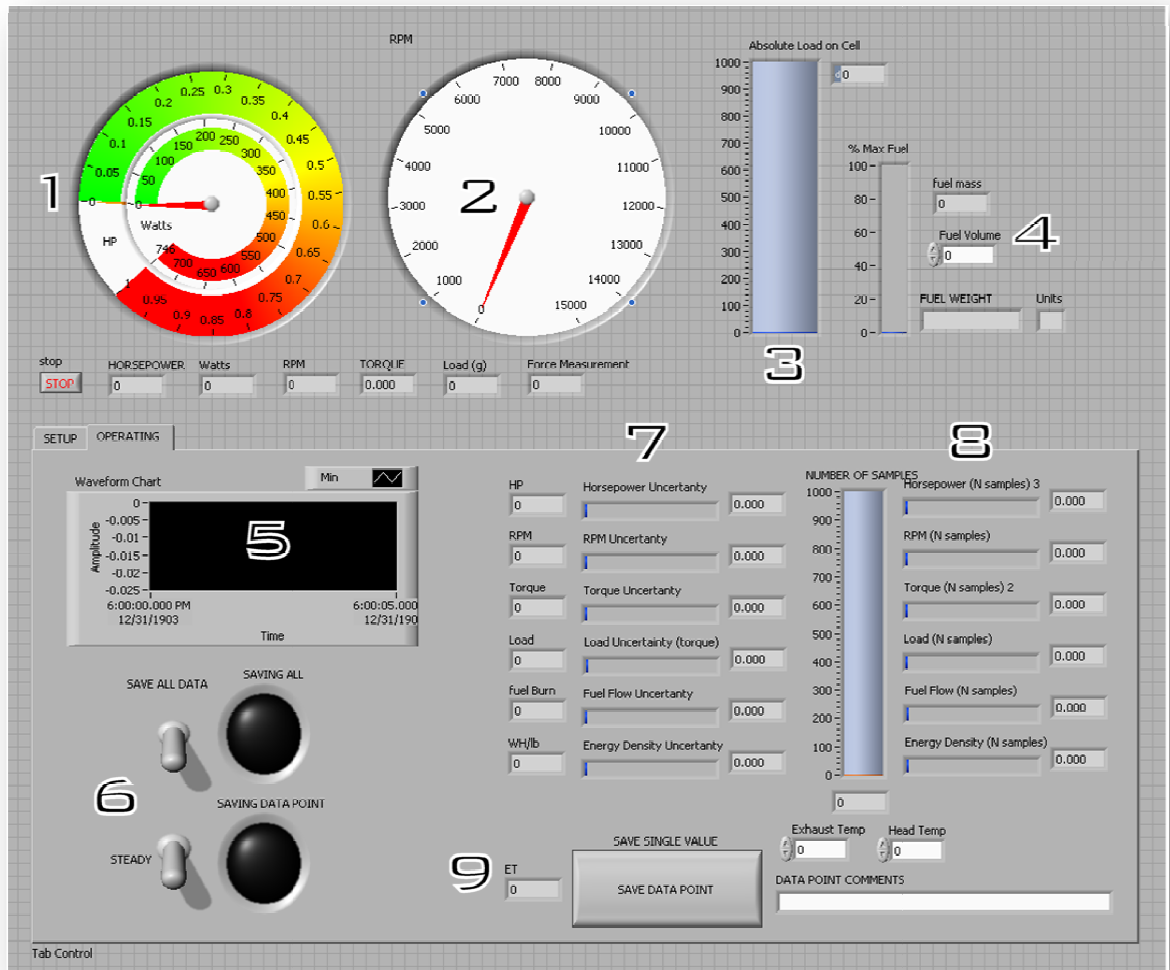 RPM
Absolute Load on Cell
0
1
HP
0 0.05 0.1 0.15 0.2 0.25 0.3 0.35 0.4 0.45 0.5 0.55 0.6 0.65 0.7 0.75 0.8 0.85 0.9 0.95 1
Watts
0 50 100 150 200 250 300 350 400 450 500 550 600 650 700 746
2
0 1000 2000 3000 4000 5000 6000 7000 8000 9000 10000 11000 12000 13000 14000 15000
1000
900
800
700
600
500
400
300
200
100
0
3
% Max Fuel
100
80
60
40
20
0
fuel mass
0
Fuel Volume
0
4
FUEL WEIGHT Units
stop HORSEPOWER Watts RPM TORQUE Load (g) Force Measurement
STOP 0 0 0 0.000 0 0
SETUP OPERATING
Waveform Chart
Min
Amplitude
0
-0.005
-0.01
-0.015
-0.02
-0.025
5
6:00:00.000 PM 6:00:05.000
12/31/1903 12/31/190
Time
SAVE ALL DATA SAVING ALL
6
SAVING DATA POINT
STEADY
7
HP Horsepower Uncertanty
0 0.000
RPM RPM Uncertanty
0 0.000
Torque Torque Uncertanty
0 0.000
Load Load Uncertainty (torque)
0 0.000
fuel Burn Fuel Flow Uncertanty
0 0.000
WH/lb Energy Density Uncertanty
0 0.000
NUMBER OF SAMPLES
1000
900
800
700
600
500
400
300
200
100
0
0
8
Horsepower (N samples) 3
0.000
RPM (N samples)
0.000
Torque (N samples) 2
0.000
Load (N samples)
0.000
Fuel Flow (N samples)
0.000
Energy Density (N samples)
0.000
9
ET
0
SAVE SINGLE VALUE
SAVE DATA POINT
Exhaust Temp Head Temp
0 0
DATA POINT COMMENTS
Tab Control